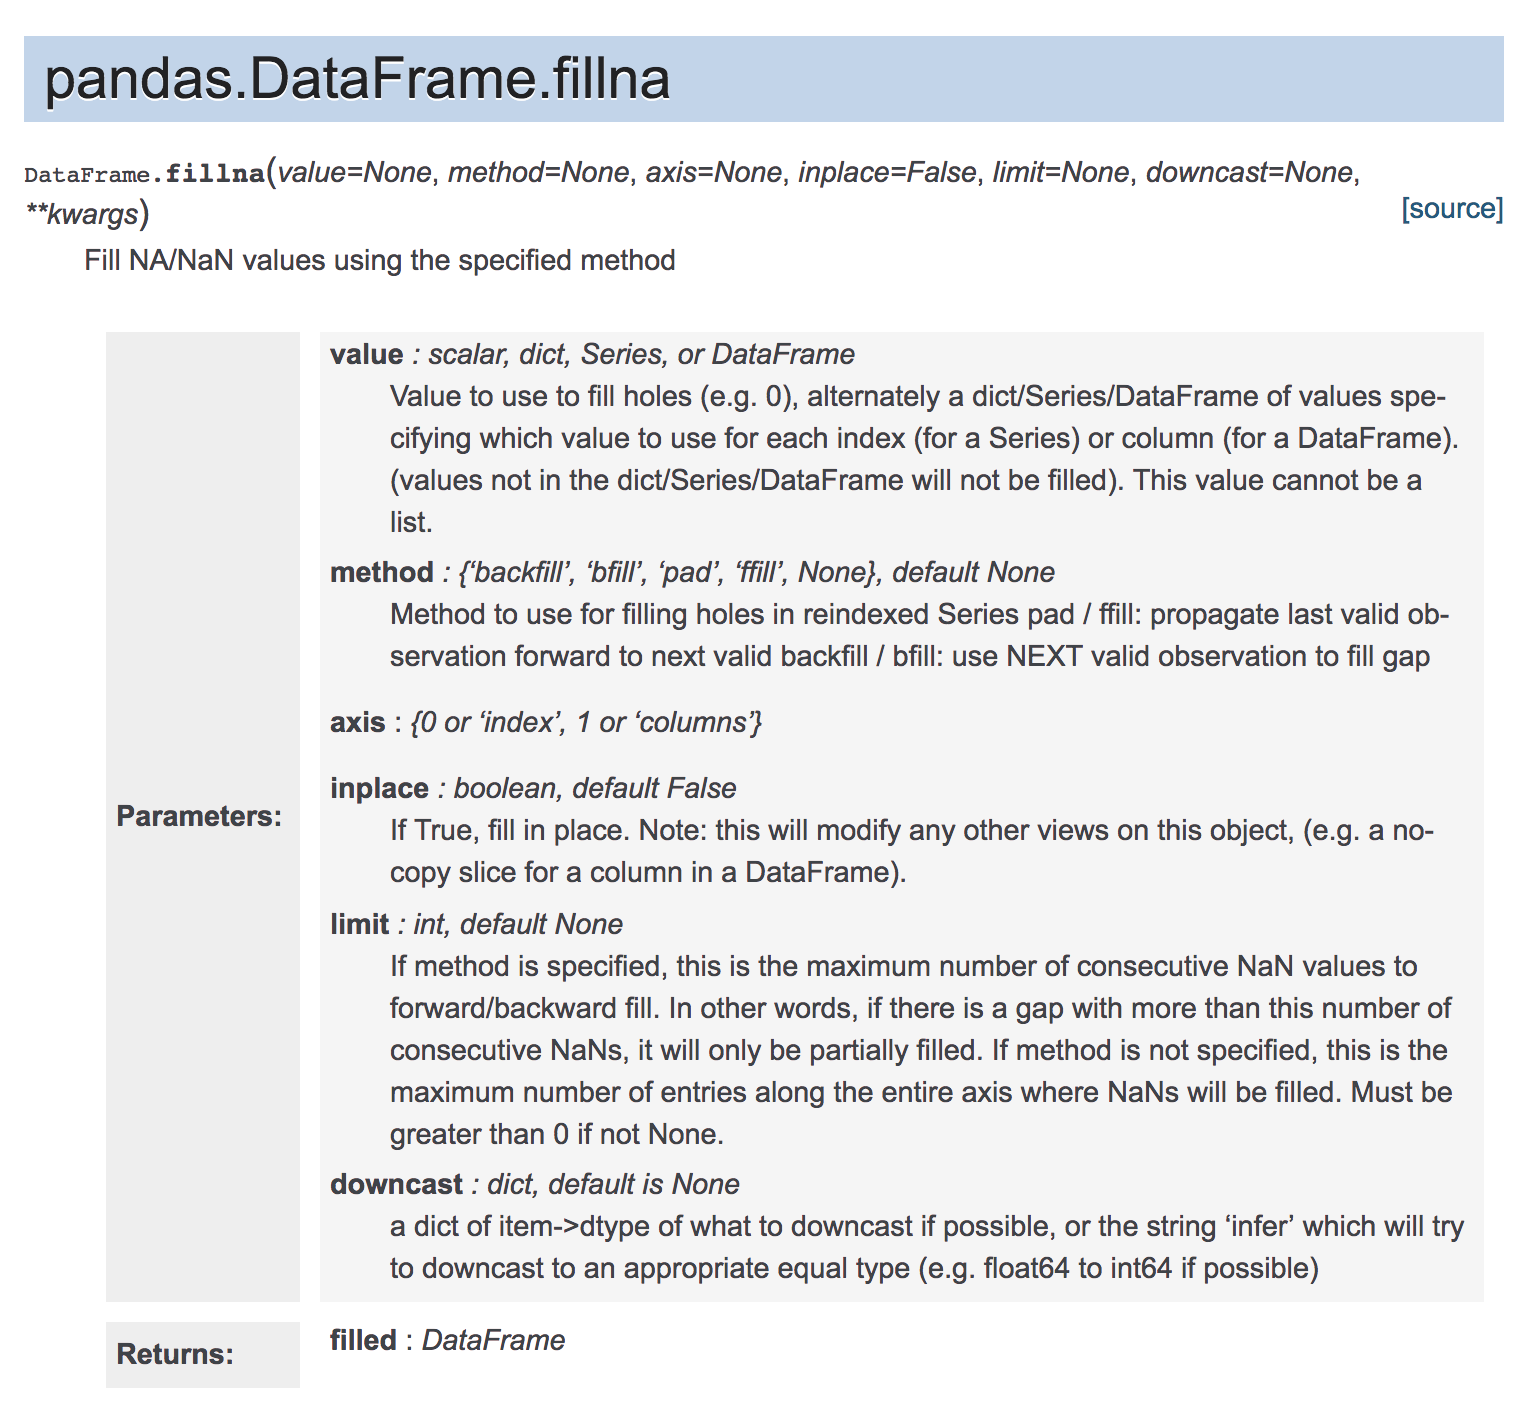 pandas.DataFrame.fillna
DataFrame.fillna(value=None, method=None, axis=None, inplace=False, limit=None, downcast=None,
**kwargs)
[source]
Fill NA/NaN values using the specified method
Parameters:
value : scalar, dict, Series, or DataFrame
Value to use to fill holes (e.g. 0), alternately a dict/Series/DataFrame of values spe-
cifying which value to use for each index (for a Series) or column (for a DataFrame).
(values not in the dict/Series/DataFrame will not be filled). This value cannot be a
list.
method : {‘backfill’, ‘bfill’, ‘pad’, ‘ffill’, None}, default None
Method to use for filling holes in reindexed Series pad / ffill: propagate last valid ob-
servation forward to next valid backfill / bfill: use NEXT valid observation to fill gap
axis : {0 or ‘index’, 1 or ‘columns’}
inplace : boolean, default False
If True, fill in place. Note: this will modify any other views on this object, (e.g. a no-
copy slice for a column in a DataFrame).
limit : int, default None
If method is specified, this is the maximum number of consecutive NaN values to
forward/backward fill. In other words, if there is a gap with more than this number of
consecutive NaNs, it will only be partially filled. If method is not specified, this is the
maximum number of entries along the entire axis where NaNs will be filled. Must be
greater than 0 if not None.
downcast : dict, default is None
a dict of item->dtype of what to downcast if possible, or the string ‘infer’ which will try
to downcast to an appropriate equal type (e.g. float64 to int64 if possible)
Returns:
filled : DataFrame